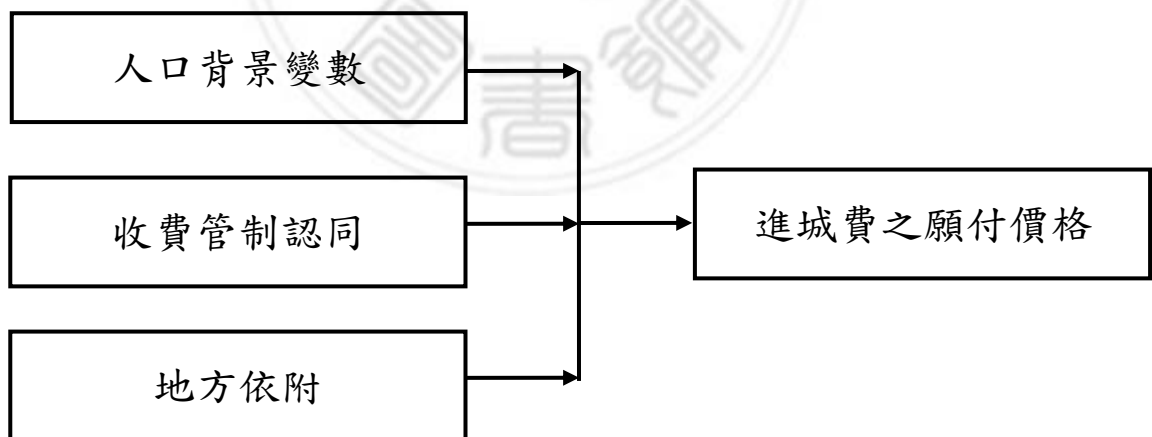 人口背景變數
收費管制認同
進城費之願付價格
地方依附